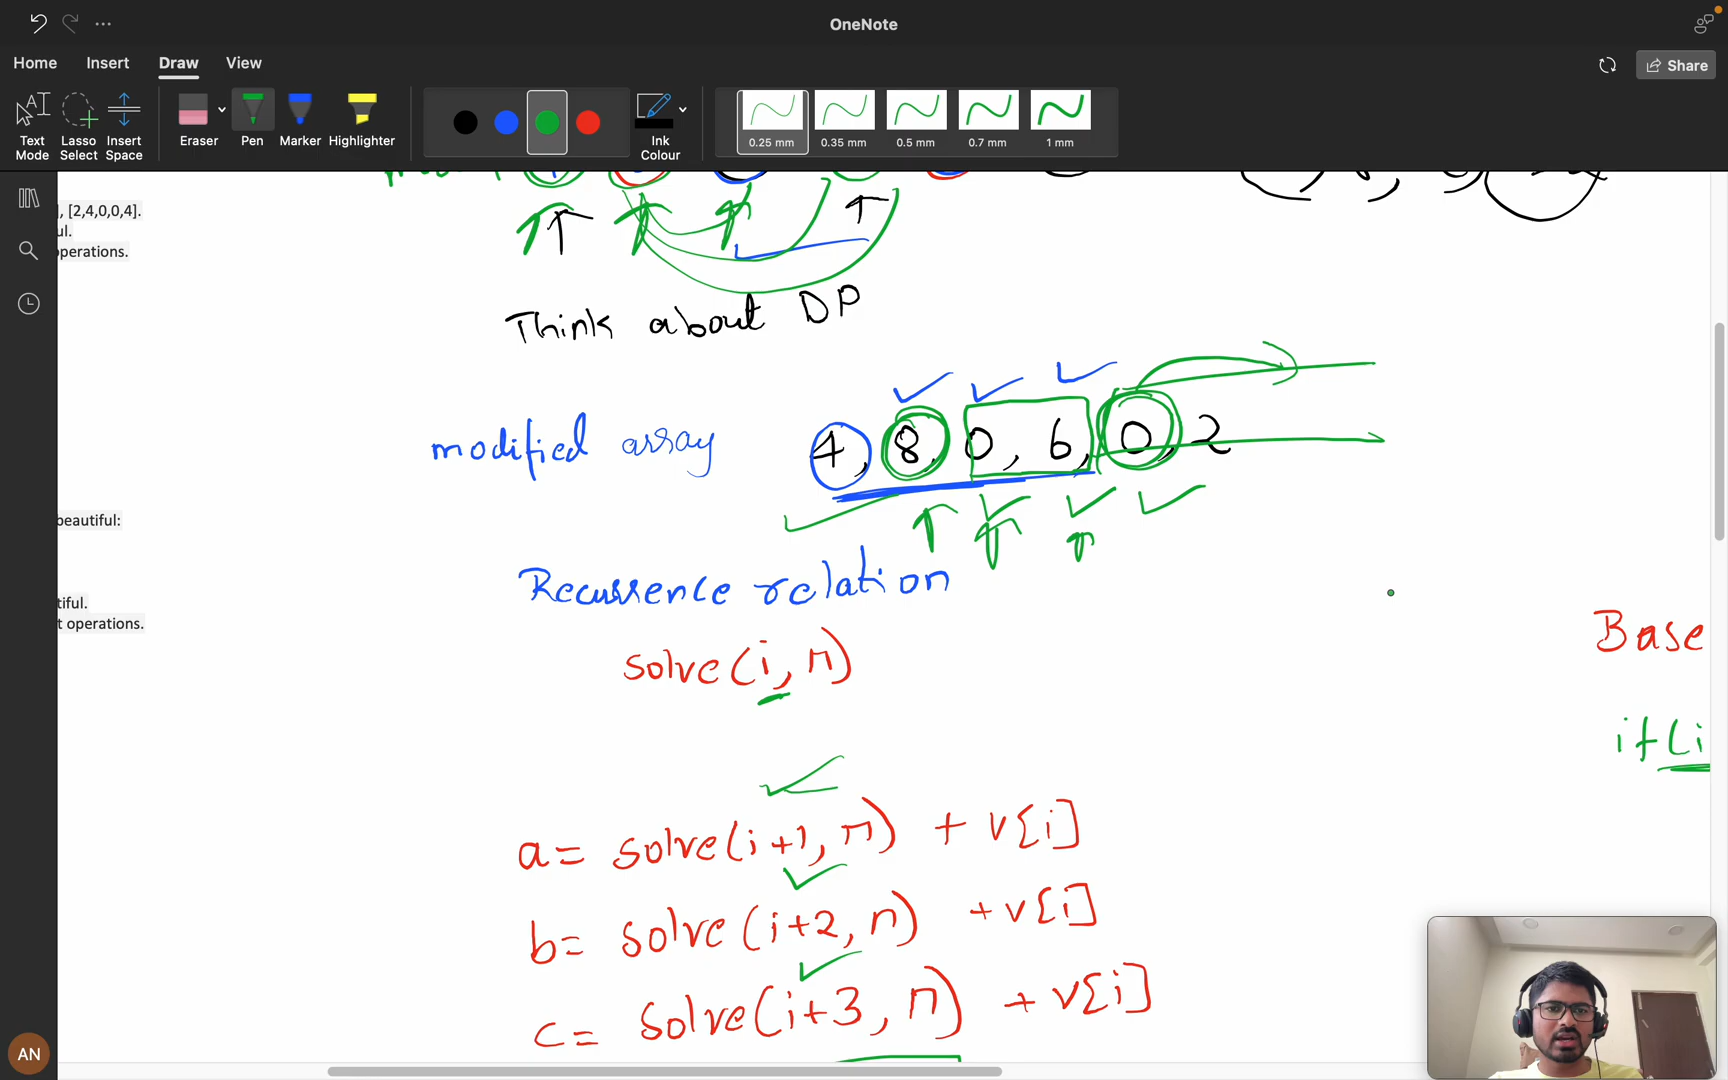 OneNote
Home Insert Draw View
Share
Text Mode
Lasso Select
Insert Space
Eraser
Pen
Marker
Highlighter
Ink Colour
0.25 mm
0.35 mm
0.5 mm
0.7 mm
1 mm
], [2,4,0,0,4].
ul.
operations.
Think about DP
modified array 4, 8, 0, 6, 0, 2
beautiful:
Recurrence relation
tiful.
t operations.
solve(i, n)
Base
if(i
a= solve(i+1, n) + v[i]
b= solve(i+2, n) +v[i]
c= solve(i+3, n) + v[i]
AN